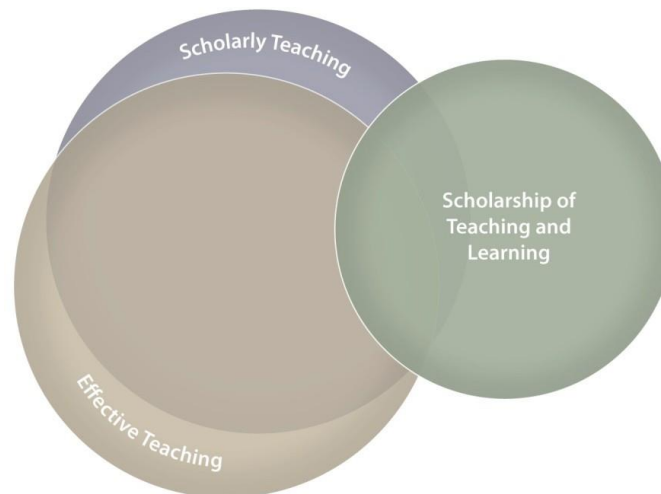 Scholarly Teaching
Scholarship of
Teaching and
Learning
Effective Teaching